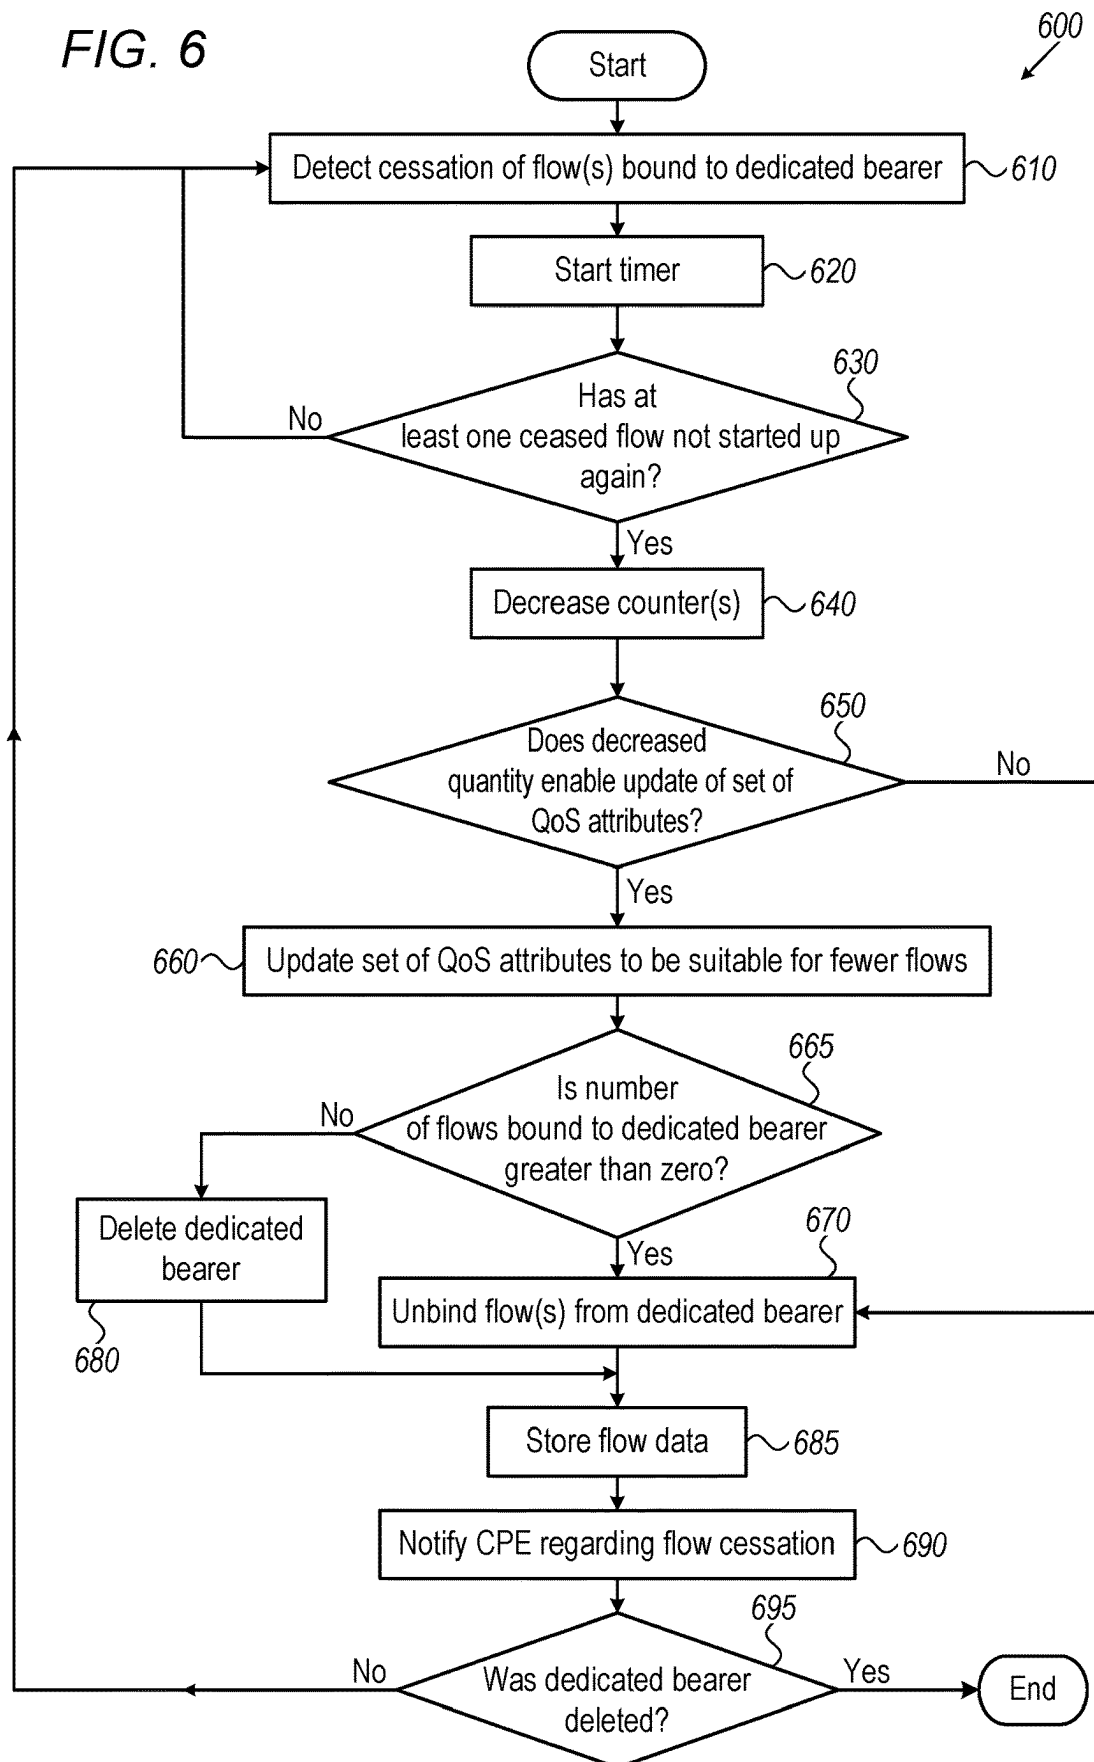 FIG. 6
600
Start
Detect cessation of flow(s) bound to dedicated bearer
610
Start timer
620
630
Has at
least one ceased flow not started up
again?
No
Yes
Decrease counter(s)
640
650
Does decreased
quantity enable update of set of
QoS attributes?
No
Yes
660
Update set of QoS attributes to be suitable for fewer flows
665
Is number
of flows bound to dedicated bearer
greater than zero?
No
Yes
Delete dedicated
bearer
680
670
Unbind flow(s) from dedicated bearer
Store flow data
685
Notify CPE regarding flow cessation
690
695
Was dedicated bearer
deleted?
No
Yes
End